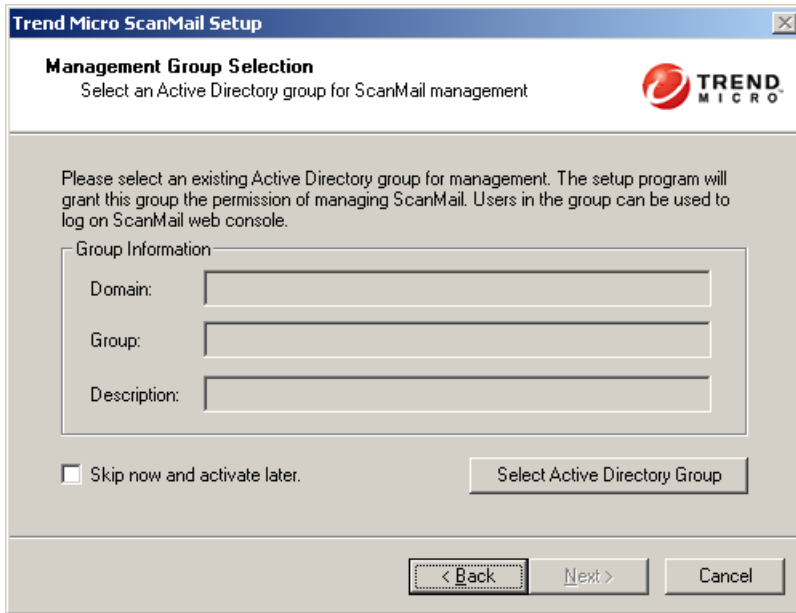 Trend Micro ScanMail Setup
Management Group Selection
Select an Active Directory group for ScanMail management
TREND
MICRO
Please select an existing Active Directory group for management. The setup program will
grant this group the permission of managing ScanMail. Users in the group can be used to
log on ScanMail web console.
Group Information
Domain:
Group:
Description:
Skip now and activate later.
Select Active Directory Group
< Back
Next >
Cancel